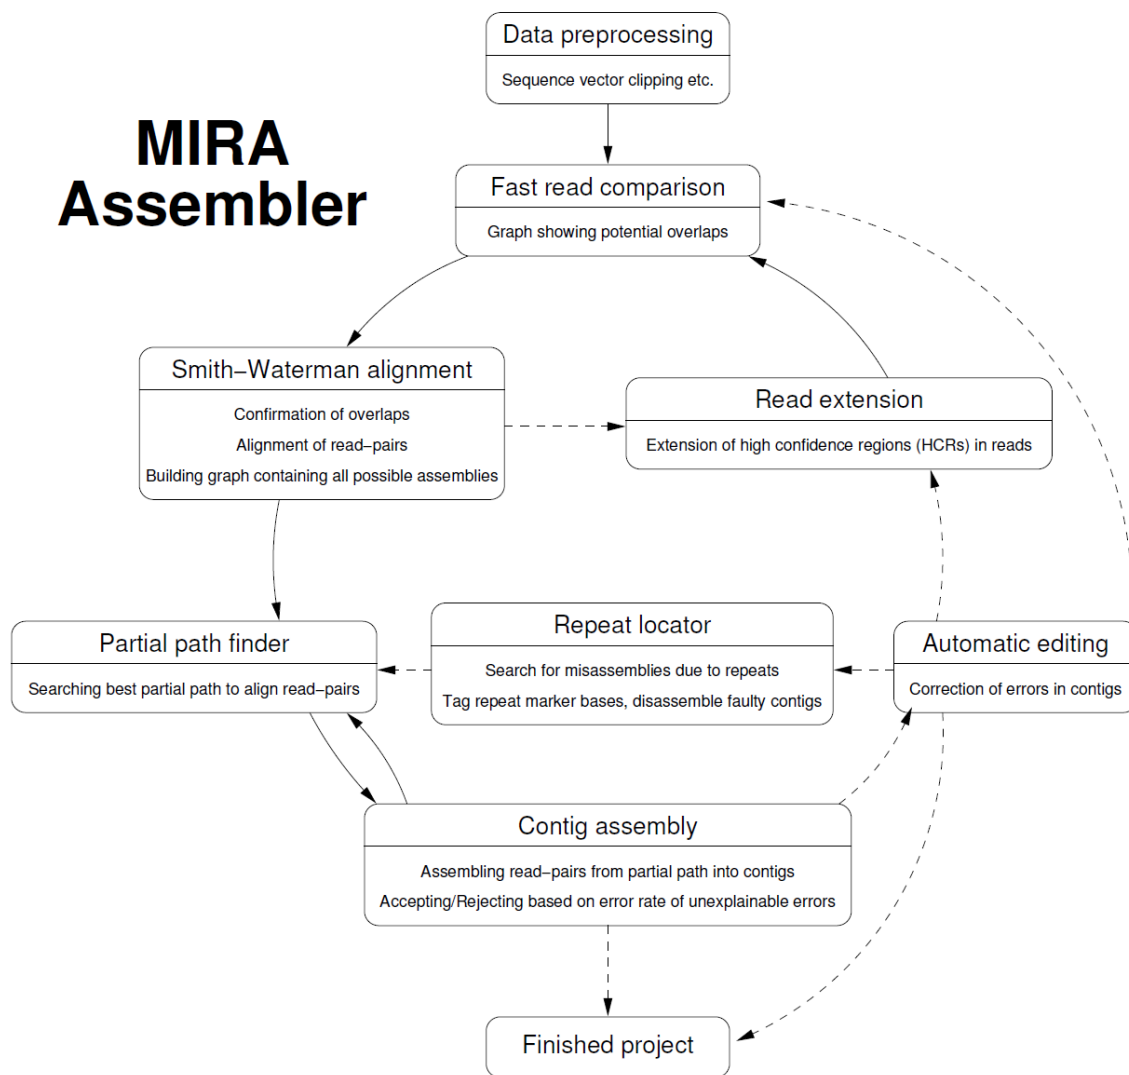 Data preprocessing
Sequence vector clipping etc.
MIRA
Assembler
Fast read comparison
Graph showing potential overlaps
Smith−Waterman alignment
Confirmation of overlaps
Alignment of read−pairs
Building graph containing all possible assemblies
Read extension
Extension of high confidence regions (HCRs) in reads
Partial path finder
Searching best partial path to align read−pairs
Repeat locator
Search for misassemblies due to repeats
Tag repeat marker bases, disassemble faulty contigs
Automatic editing
Correction of errors in contigs
Contig assembly
Assembling read−pairs from partial path into contigs
Accepting/Rejecting based on error rate of unexplainable errors
Finished project